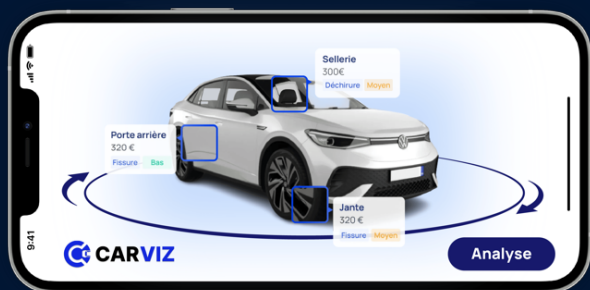 9:41
Sellerie
300€
Déchirure Moyen
Porte arrière
320 €
Fissure Bas
Jante
320 €
Fissure Moyen
CARVIZ
Analyse